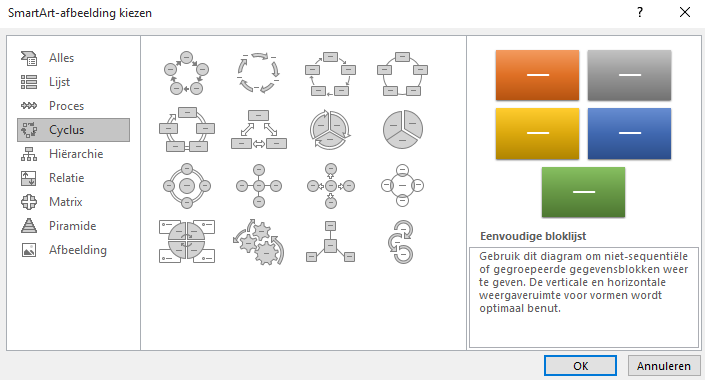 SmartArt-afbeelding kiezen
?
Alles
Lijst
Proces
Cyclus
Hiërarchie
Relatie
Matrix
Piramide
Afbeelding
Eenvoudige bloklijst
Gebruik dit diagram om niet-sequentiële
of gegroepeerde gegevensblokken weer
te geven. De verticale en horizontale
weergaveruimte voor vormen wordt
optimaal benut.
OK
Annuleren